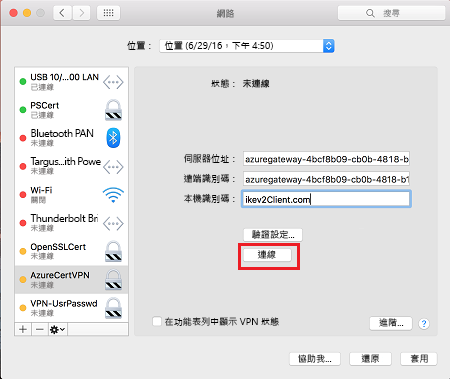 網路
搜尋
位置： 位置 (6/29/16，下午 4:50)
USB 10/...00 LAN
已連線
PSCert
未連線
Bluetooth PAN
未連線
Targus...ith Powe
未連線
Wi-Fi
關閉
Thunderbolt Bri
未連線
OpenSSLCert
未連線
AzureCertVPN
未連線
VPN-UsrPasswd
未連線
狀態： 未連線
伺服器位址： azuregateway-4bcf8b09-cb0b-4818-b
遠端識別碼： azuregateway-4bcf8b09-cb0b-4818-b1
本機識別碼： ikev2Client.com
驗證設定...
連線
在功能表列中顯示 VPN 狀態
進階...
?
協助我...
還原
套用